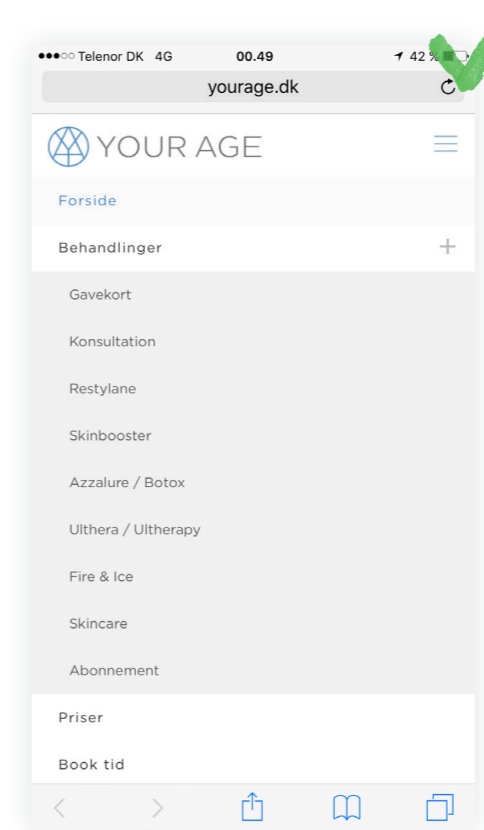 Telenor DK 4G 00.49 42 %
yourage.dk
YOUR AGE
Forside
Behandlinger
Gavekort
Konsultation
Restylane
Skinbooster
Azzalure / Botox
Ulthera / Ultherapy
Fire & Ice
Skincare
Abonnement
Priser
Book tid